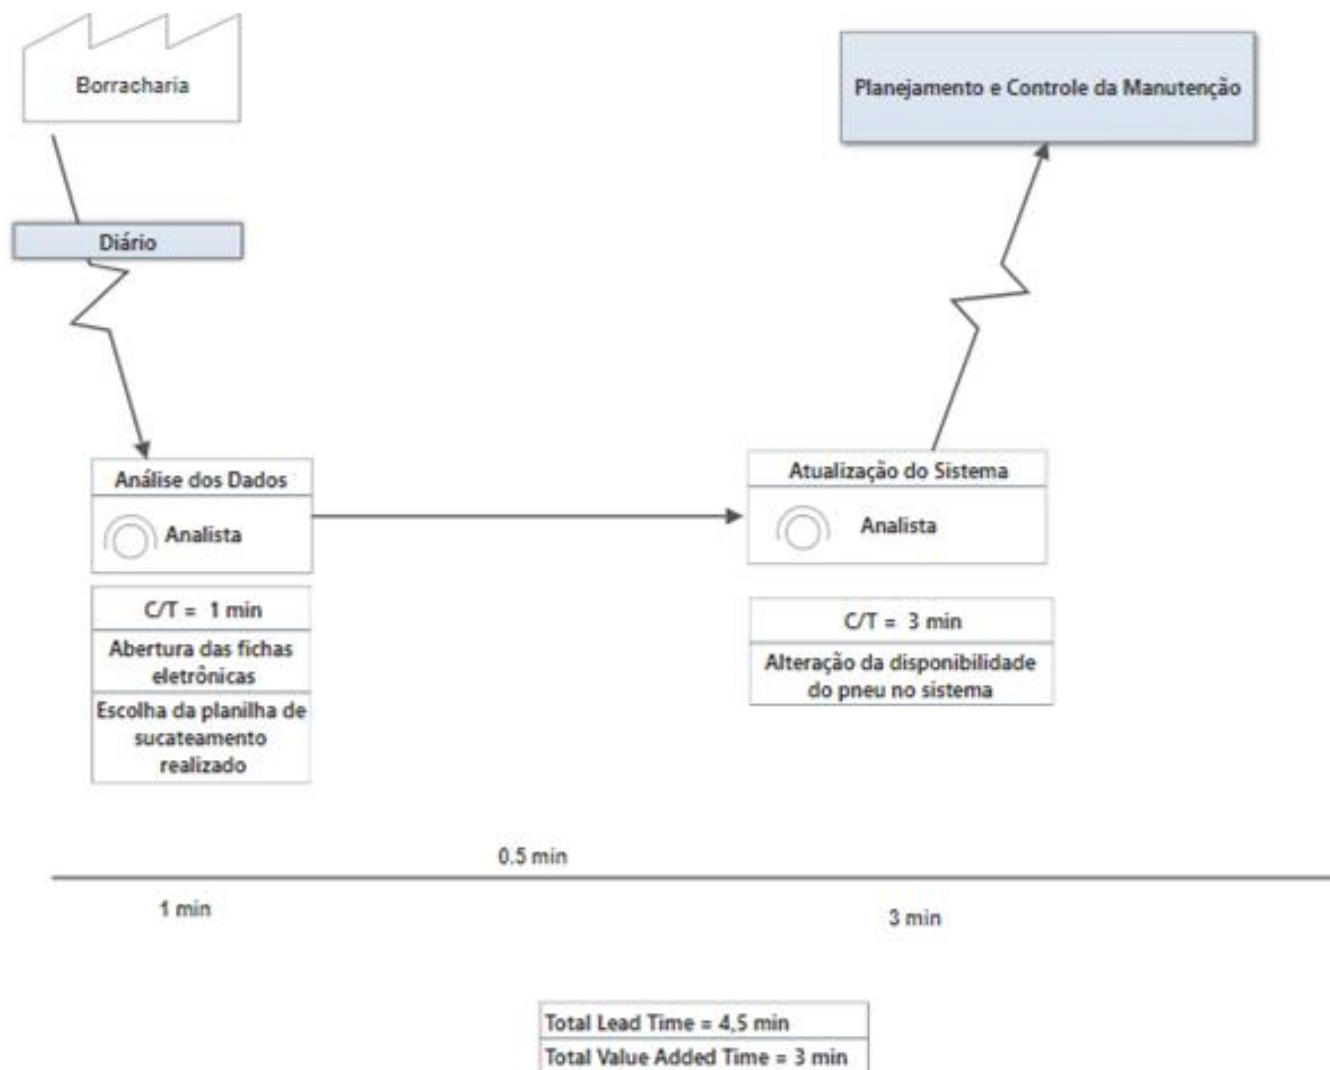 Borracharia
Planejamento e Controle da Manutenção
Diário
Análise dos Dados
Analista
C/T = 1 min
Abertura das fichas
eletrônicas
Escolha da planilha de
sucateamento
realizado
Atualização do Sistema
Analista
C/T = 3 min
Alteração da disponibilidade
do pneu no sistema
0.5 min
1 min
3 min
Total Lead Time = 4,5 min
Total Value Added Time = 3 min